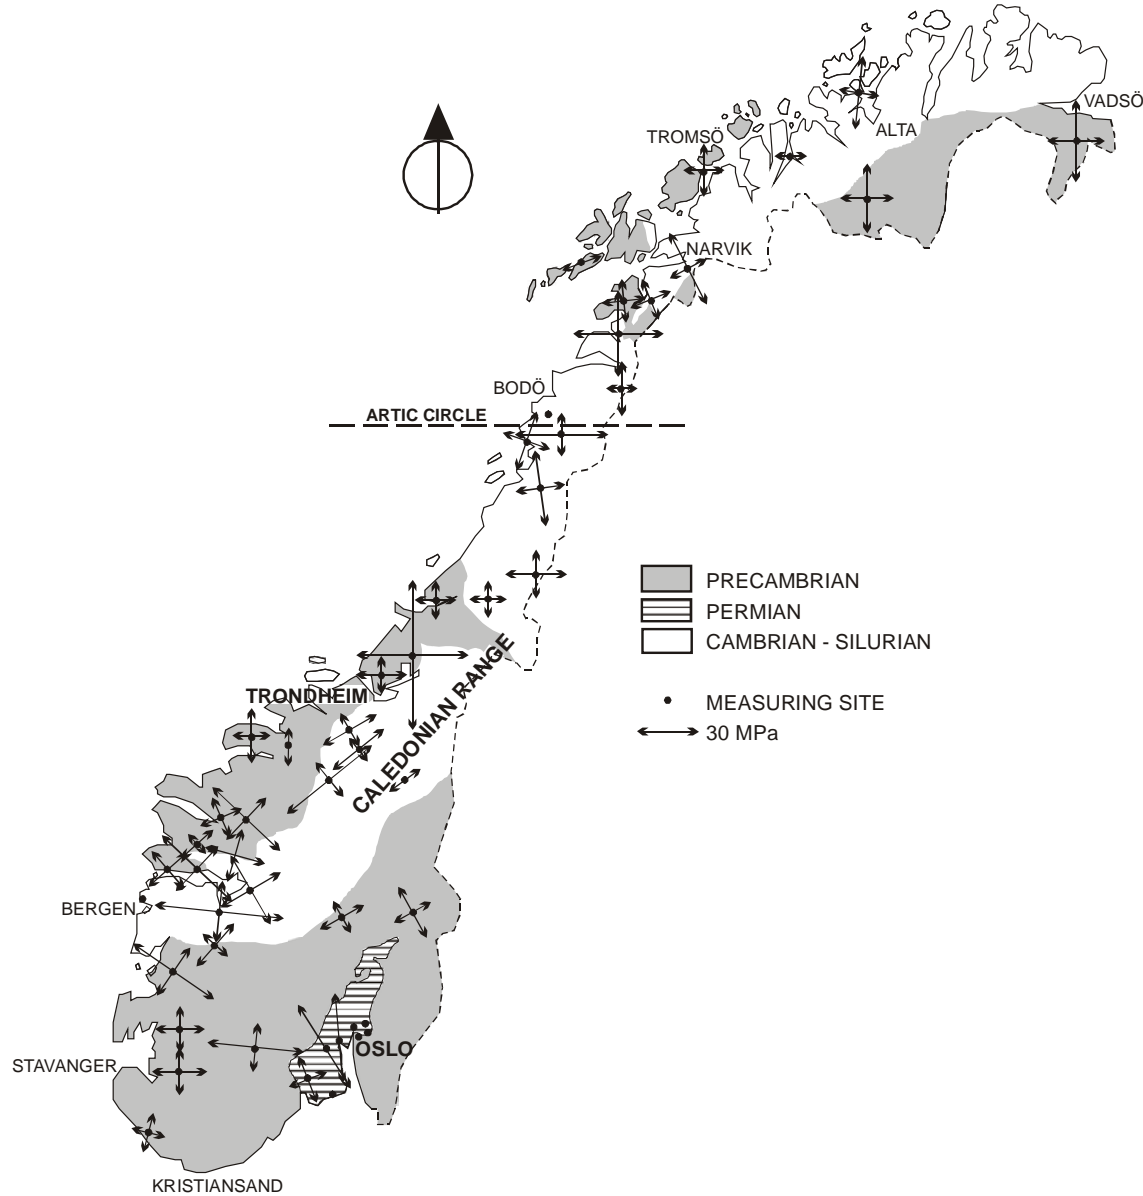 VADSÖ
ALTA
TROMSÖ
NARVIK
BODÖ
ARTIC CIRCLE
PRECAMBRIAN
PERMIAN
CAMBRIAN - SILURIAN
MEASURING SITE
30 MPa
CALEDONIAN RANGE
TRONDHEIM
BERGEN
OSLO
STAVANGER
KRISTIANSAND